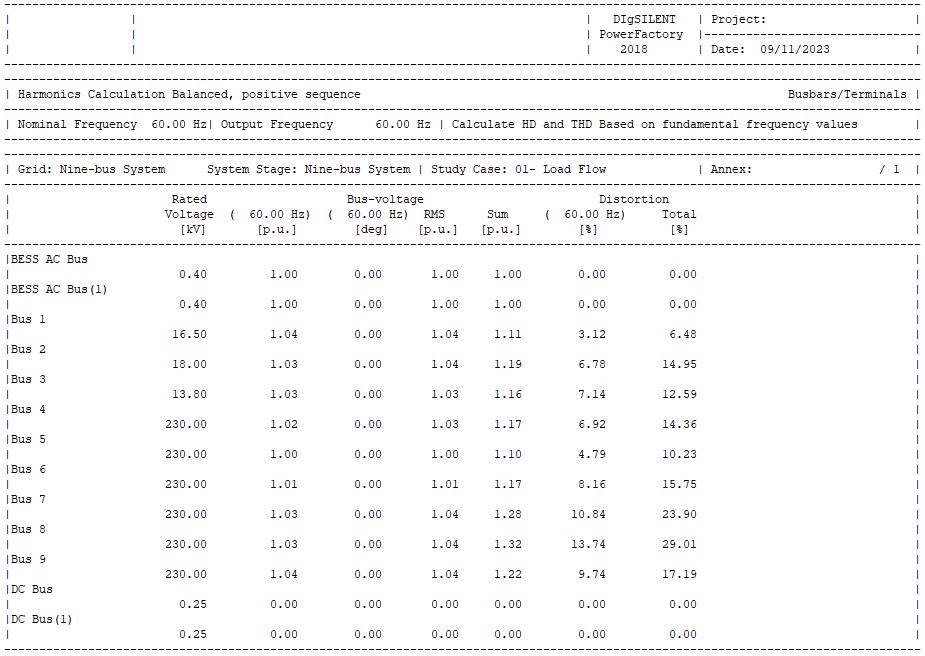 | | | DIgSILENT | Project: |
| | | PowerFactory |--------------------------------
| | | 2018 | Date: 09/11/2023 |
| Harmonics Calculation Balanced, positive sequence Busbars/Terminals |
| Nominal Frequency 60.00 Hz| Output Frequency 60.00 Hz | Calculate HD and THD Based on fundamental frequency values |
| Grid: Nine-bus System System Stage: Nine-bus System | Study Case: 01- Load Flow | Annex: / 1 |
| Rated Bus-voltage Distortion |
| Voltage ( 60.00 Hz) ( 60.00 Hz) RMS Sum ( 60.00 Hz) Total |
| [kV] [p.u.] [deg] [p.u.] [p.u.] [%] [%] |
|BESS AC Bus |
| 0.40 1.00 0.00 1.00 1.00 0.00 0.00 |
|BESS AC Bus(1) |
| 0.40 1.00 0.00 1.00 1.00 0.00 0.00 |
|Bus 1 |
| 16.50 1.04 0.00 1.04 1.11 3.12 6.48 |
|Bus 2 |
| 18.00 1.03 0.00 1.04 1.19 6.78 14.95 |
|Bus 3 |
| 13.80 1.03 0.00 1.03 1.16 7.14 12.59 |
|Bus 4 |
| 230.00 1.02 0.00 1.03 1.17 6.92 14.36 |
|Bus 5 |
| 230.00 1.00 0.00 1.00 1.10 4.79 10.23 |
|Bus 6 |
| 230.00 1.01 0.00 1.01 1.17 8.16 15.75 |
|Bus 7 |
| 230.00 1.03 0.00 1.04 1.28 10.84 23.90 |
|Bus 8 |
| 230.00 1.03 0.00 1.04 1.32 13.74 29.01 |
|Bus 9 |
| 230.00 1.04 0.00 1.04 1.22 9.74 17.19 |
|DC Bus |
| 0.25 0.00 0.00 0.00 0.00 0.00 0.00 |
|DC Bus(1) |
| 0.25 0.00 0.00 0.00 0.00 0.00 0.00 |